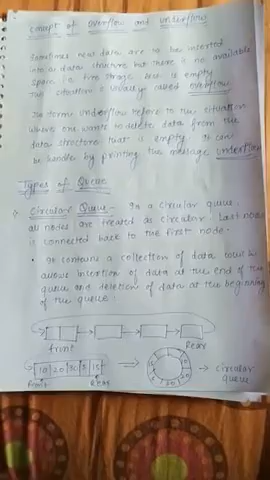 Concept of Overflow and Underflow
Sometimes new data are to be inserted
into a data structure but there is no available
space i.e free storage list is empty
The situation is usually called overflow.
The term underflow refers to the situation
where one wants to delete data from the
data structure that is empty. It can
be handled by printing the message underflow
Types of Queue
Circular Queue - In a circular queue
all nodes are treated as circular. Last node
is connected back to the first node.
It contains a collection of data which
allows insertion of data at the end of the
queue and deletion of data at the beginning
of the queue.
front Rear
10 20 30 5 15 ⇒ → circular
front Rear queue